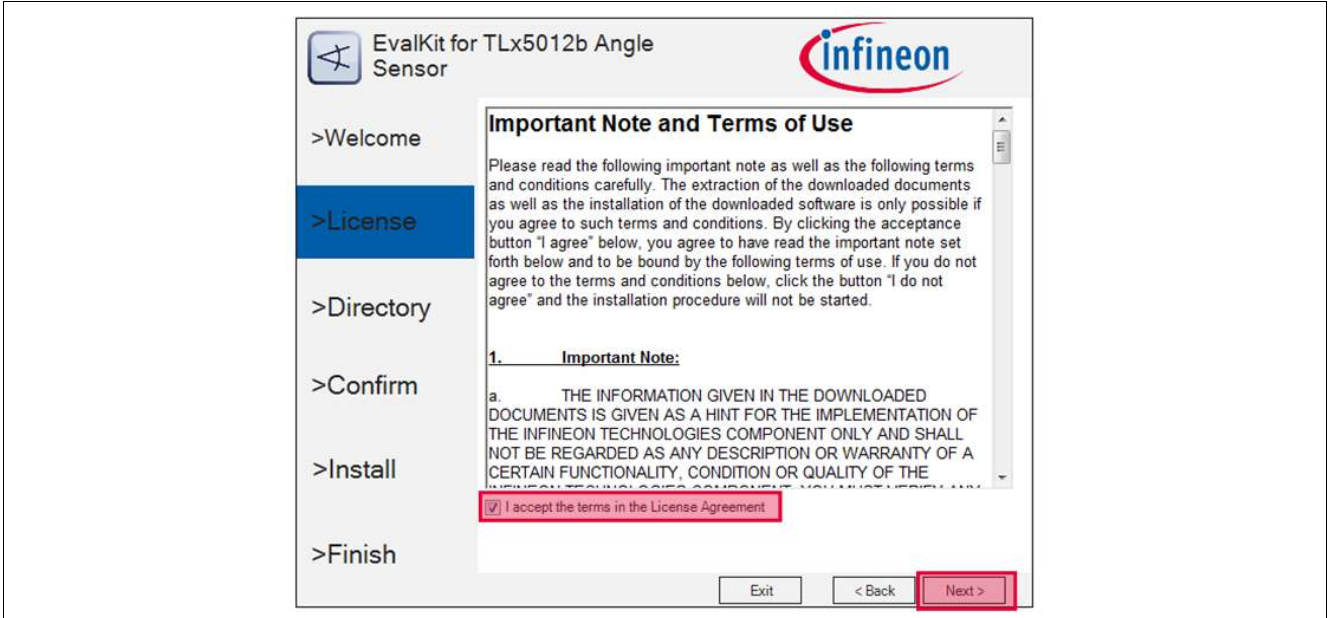 EvalKit for TLx5012b Angle
Sensor
infineon
>Welcome
>License
>Directory
>Confirm
>Install
>Finish
Important Note and Terms of Use
Please read the following important note as well as the following terms
and conditions carefully. The extraction of the downloaded documents
as well as the installation of the downloaded software is only possible if
you agree to such terms and conditions. By clicking the acceptance
button “I agree” below, you agree to have read the important note set
forth below and to be bound by the following terms of use. If you do not
agree to the terms and conditions below, click the button “I do not
agree” and the installation procedure will not be started.
1. Important Note:
a. THE INFORMATION GIVEN IN THE DOWNLOADED
DOCUMENTS IS GIVEN AS A HINT FOR THE IMPLEMENTATION OF
THE INFINEON TECHNOLOGIES COMPONENT ONLY AND SHALL
NOT BE REGARDED AS ANY DESCRIPTION OR WARRANTY OF A
CERTAIN FUNCTIONALITY, CONDITION OR QUALITY OF THE
INFINEON TECHNOLOGIES COMPONENT. YOU MUST VERIFY ANY
I accept the terms in the License Agreement
Exit
< Back
Next >